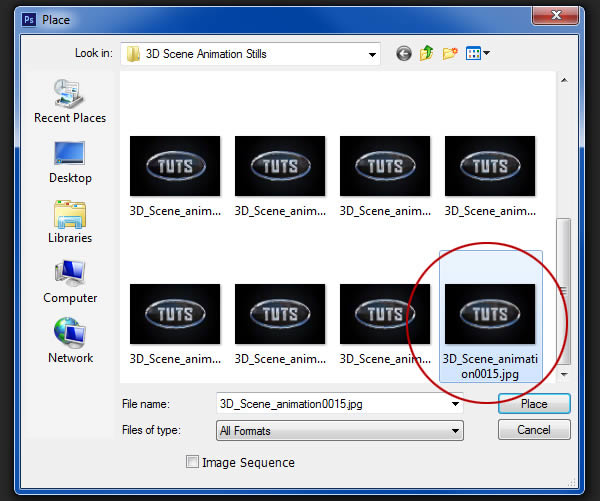 Ps Place
Look in: 3D Scene Animation Stills
Recent Places
Desktop
Libraries
Computer
Network
TUTS TUTS TUTS TUTS
3D_Scene_anim... 3D_Scene_anim... 3D_Scene_anim... 3D_Scene_anim...
TUTS TUTS TUTS TUTS
3D_Scene_anim... 3D_Scene_anim... 3D_Scene_anim... 3D_Scene_animati
on0015.jpg
File name: 3D_Scene_animation0015.jpg Place
Files of type: All Formats Cancel
Image Sequence